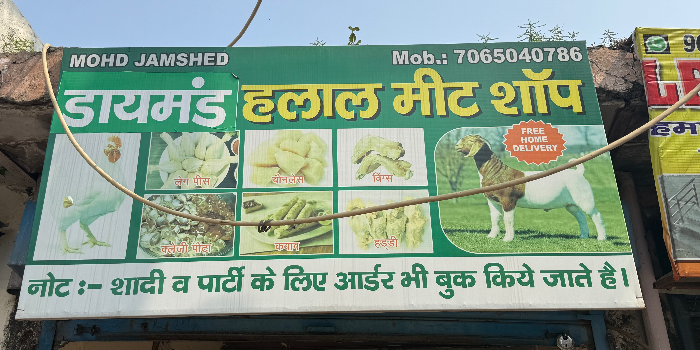 MOHD JAMSHED
Mob.: 7065040786
डायमंड हलाल मीट शॉप
FREE
HOME
DELIVERY
लेग पीस
बोनलेस
विंग्स
कलेजी पोटा
कबाब
हड्डी
नोट :- शादी व पार्टी के लिए आर्डर भी बुक किये जाते है।